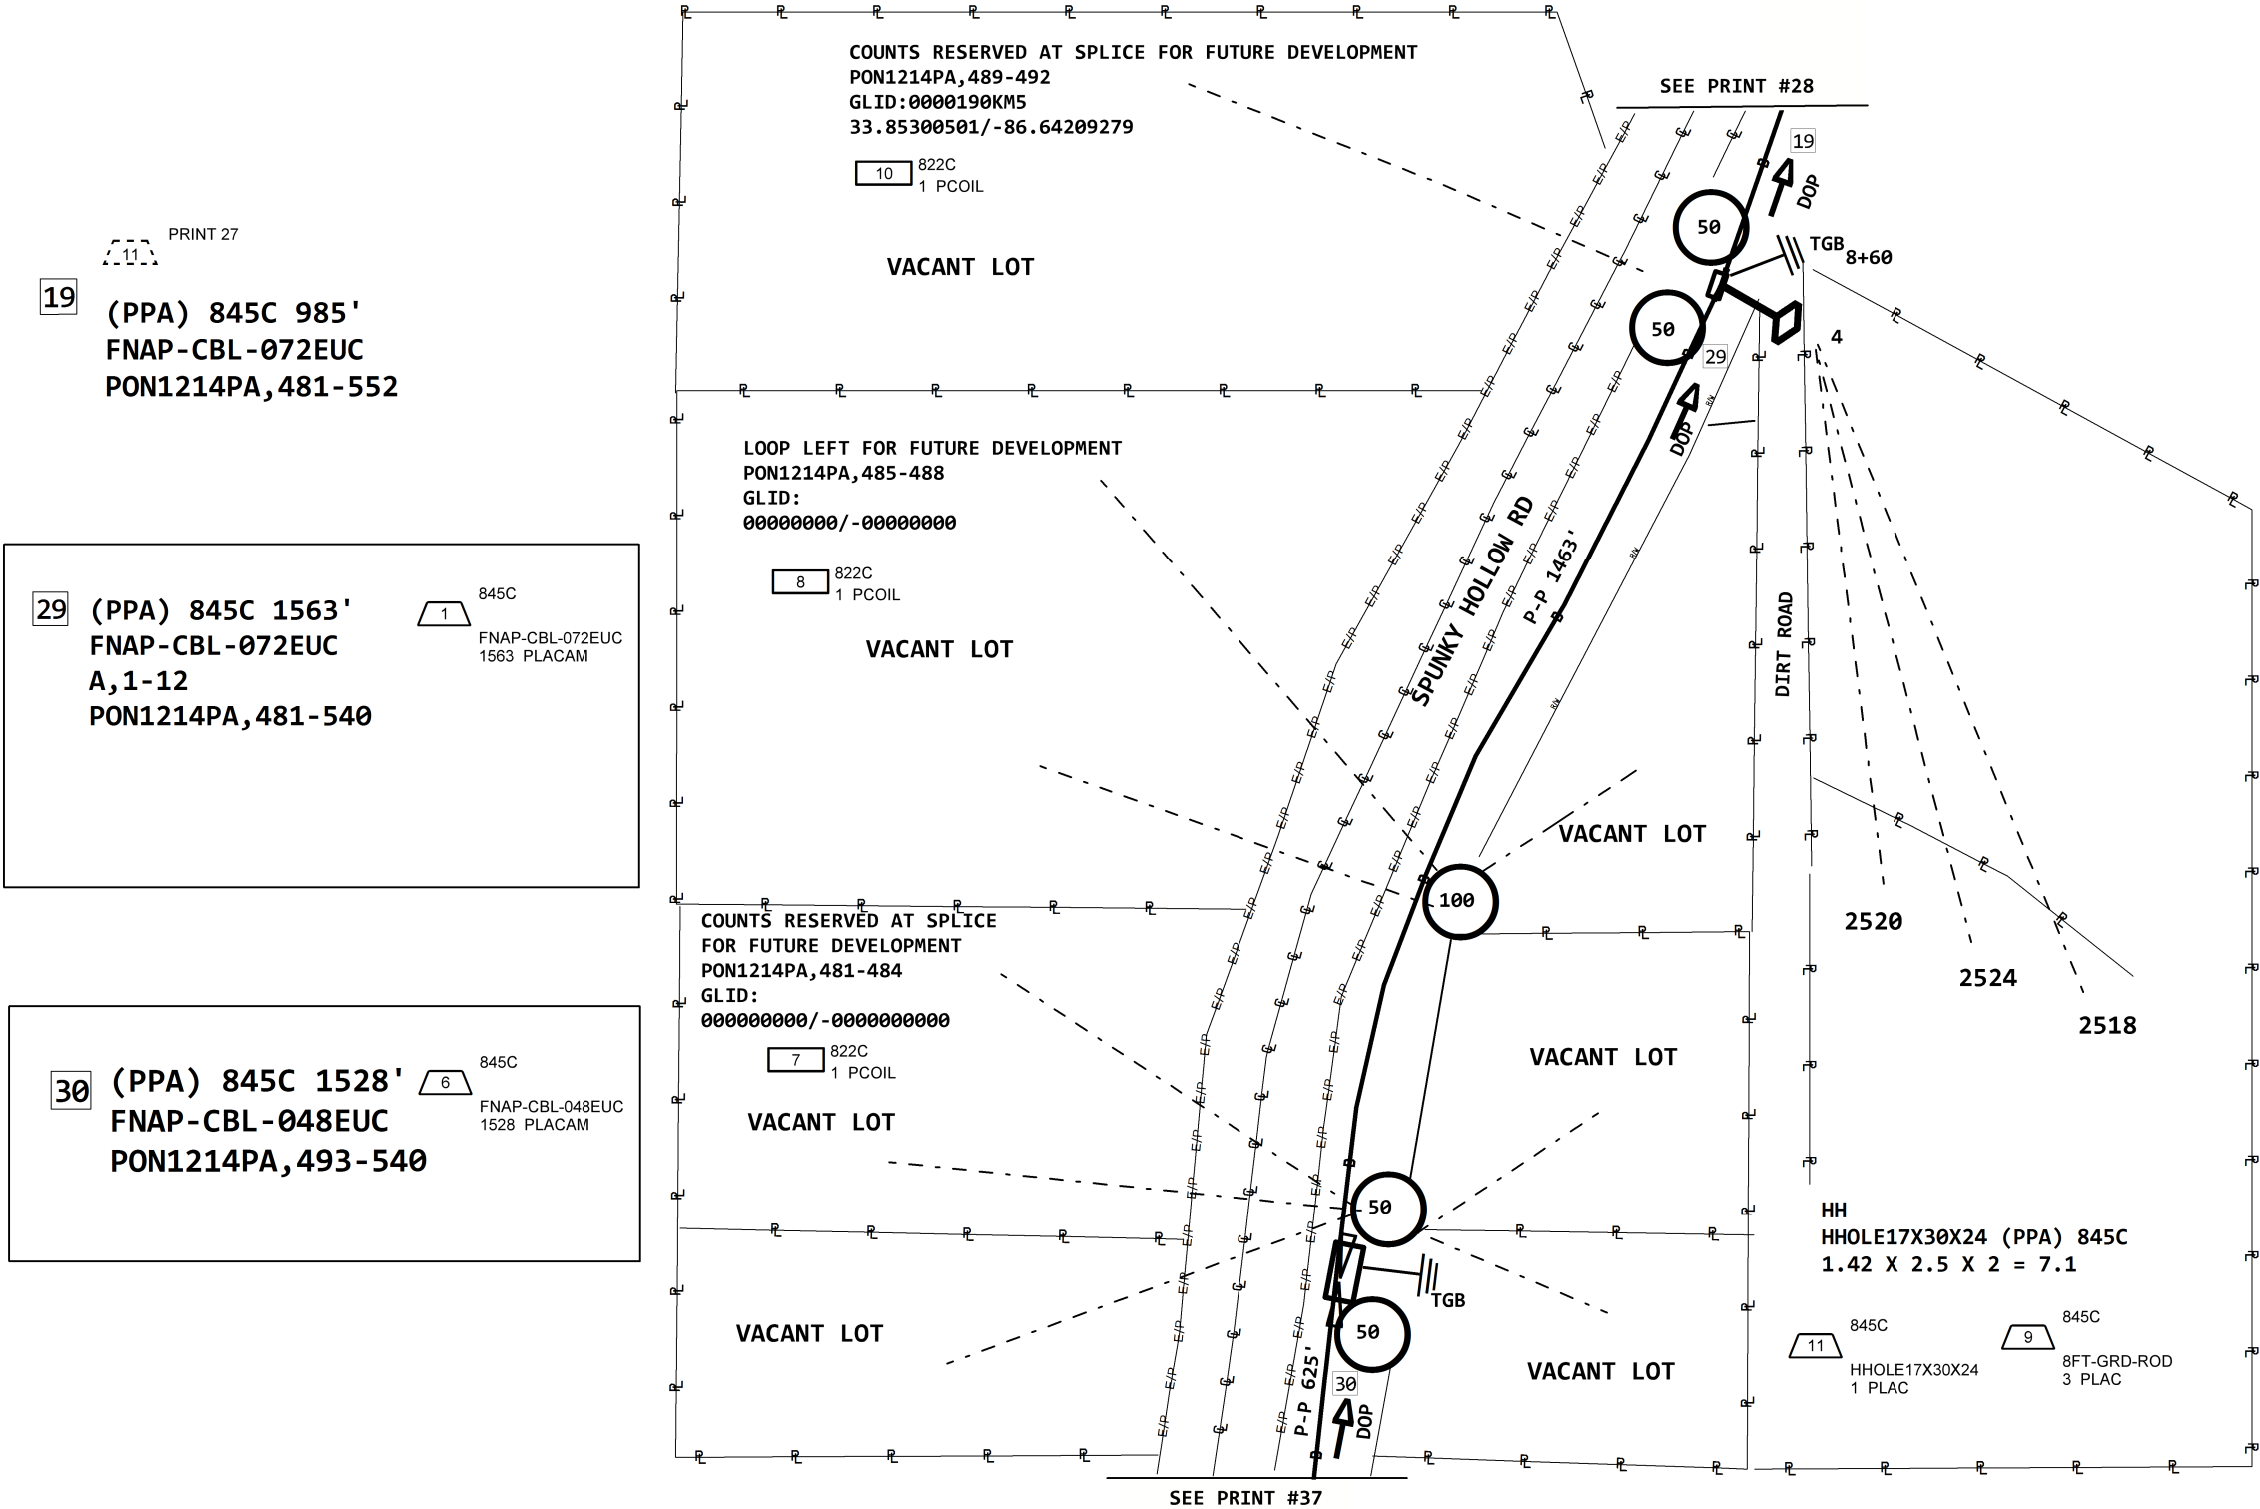 COUNTS RESERVED AT SPLICE FOR FUTURE DEVELOPMENT
PON1214PA,489-492
GLID:0000190KM5
33.85300501/-86.64209279
10
822C
1 PCOIL
VACANT LOT
SEE PRINT #28
19
DOP
50
TGB
8+60
50
4
29
DOP
PRINT 27
11
19
(PPA) 845C 985'
FNAP-CBL-072EUC
PON1214PA,481-552
LOOP LEFT FOR FUTURE DEVELOPMENT
PON1214PA,485-488
GLID:
00000000/-00000000
8
822C
1 PCOIL
VACANT LOT
29
(PPA) 845C 1563'
FNAP-CBL-072EUC
A,1-12
PON1214PA,481-540
1
845C
FNAP-CBL-072EUC
1563 PLACAM
SPUNKY HOLLOW RD
P-P 1463'
DIRT ROAD
R/W
R/W
R/W
E/P
VACANT LOT
100
2520
2524
2518
COUNTS RESERVED AT SPLICE
FOR FUTURE DEVELOPMENT
PON1214PA,481-484
GLID:
000000000/-0000000000
7
822C
1 PCOIL
VACANT LOT
VACANT LOT
30
(PPA) 845C 1528'
FNAP-CBL-048EUC
PON1214PA,493-540
6
845C
FNAP-CBL-048EUC
1528 PLACAM
50
TGB
50
VACANT LOT
VACANT LOT
P-P 625'
30
DOP
HH
HHOLE17X30X24 (PPA) 845C
1.42 X 2.5 X 2 = 7.1
11
845C
HHOLE17X30X24
1 PLAC
9
845C
8FT-GRD-ROD
3 PLAC
SEE PRINT #37